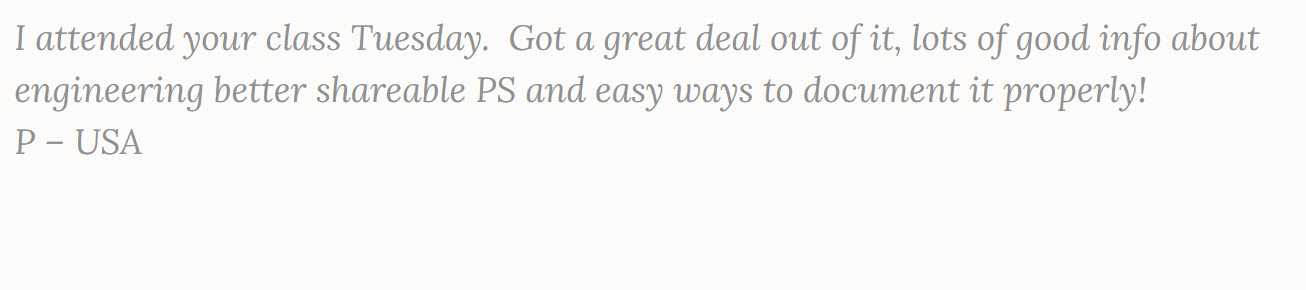 I attended your class Tuesday.  Got a great deal out of it, lots of good info about
engineering better shareable PS and easy ways to document it properly!
P – USA